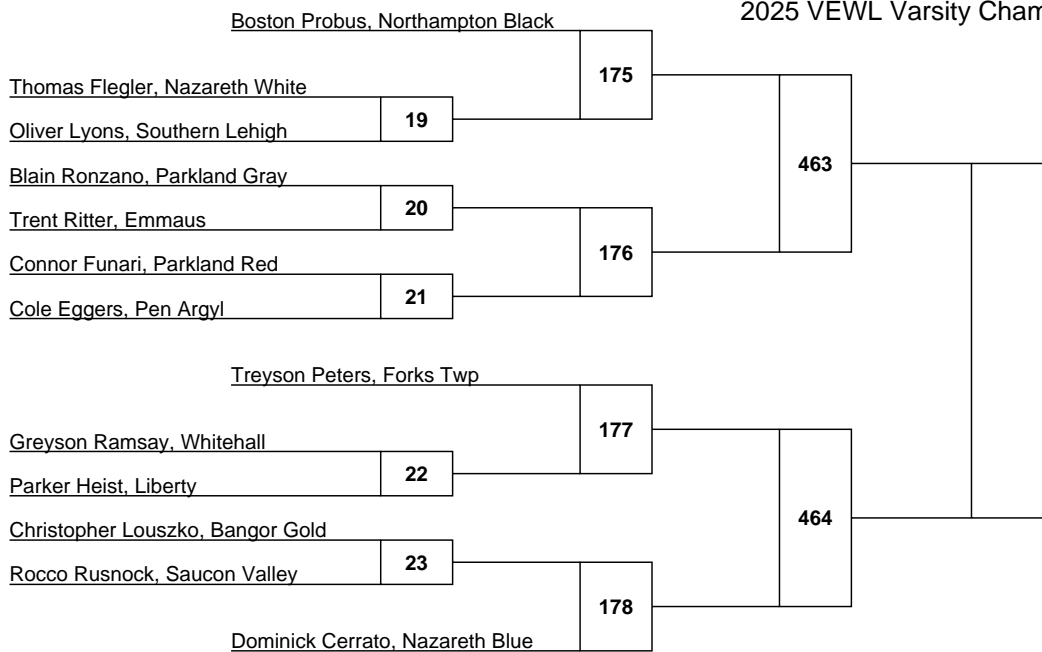 2025 VEWL Varsity
Boston Probus, Northampton Black
175
Thomas Flegler, Nazareth White
19
Oliver Lyons, Southern Lehigh
463
Blain Ronzano, Parkland Gray
20
Trent Ritter, Emmaus
176
Connor Funari, Parkland Red
21
Cole Eggers, Pen Argyl
Treyson Peters, Forks Twp
177
Greyson Ramsay, Whitehall
22
Parker Heist, Liberty
464
Christopher Louszko, Bangor Gold
23
Rocco Rusnock, Saucon Valley
178
Dominick Cerrato, Nazareth Blue